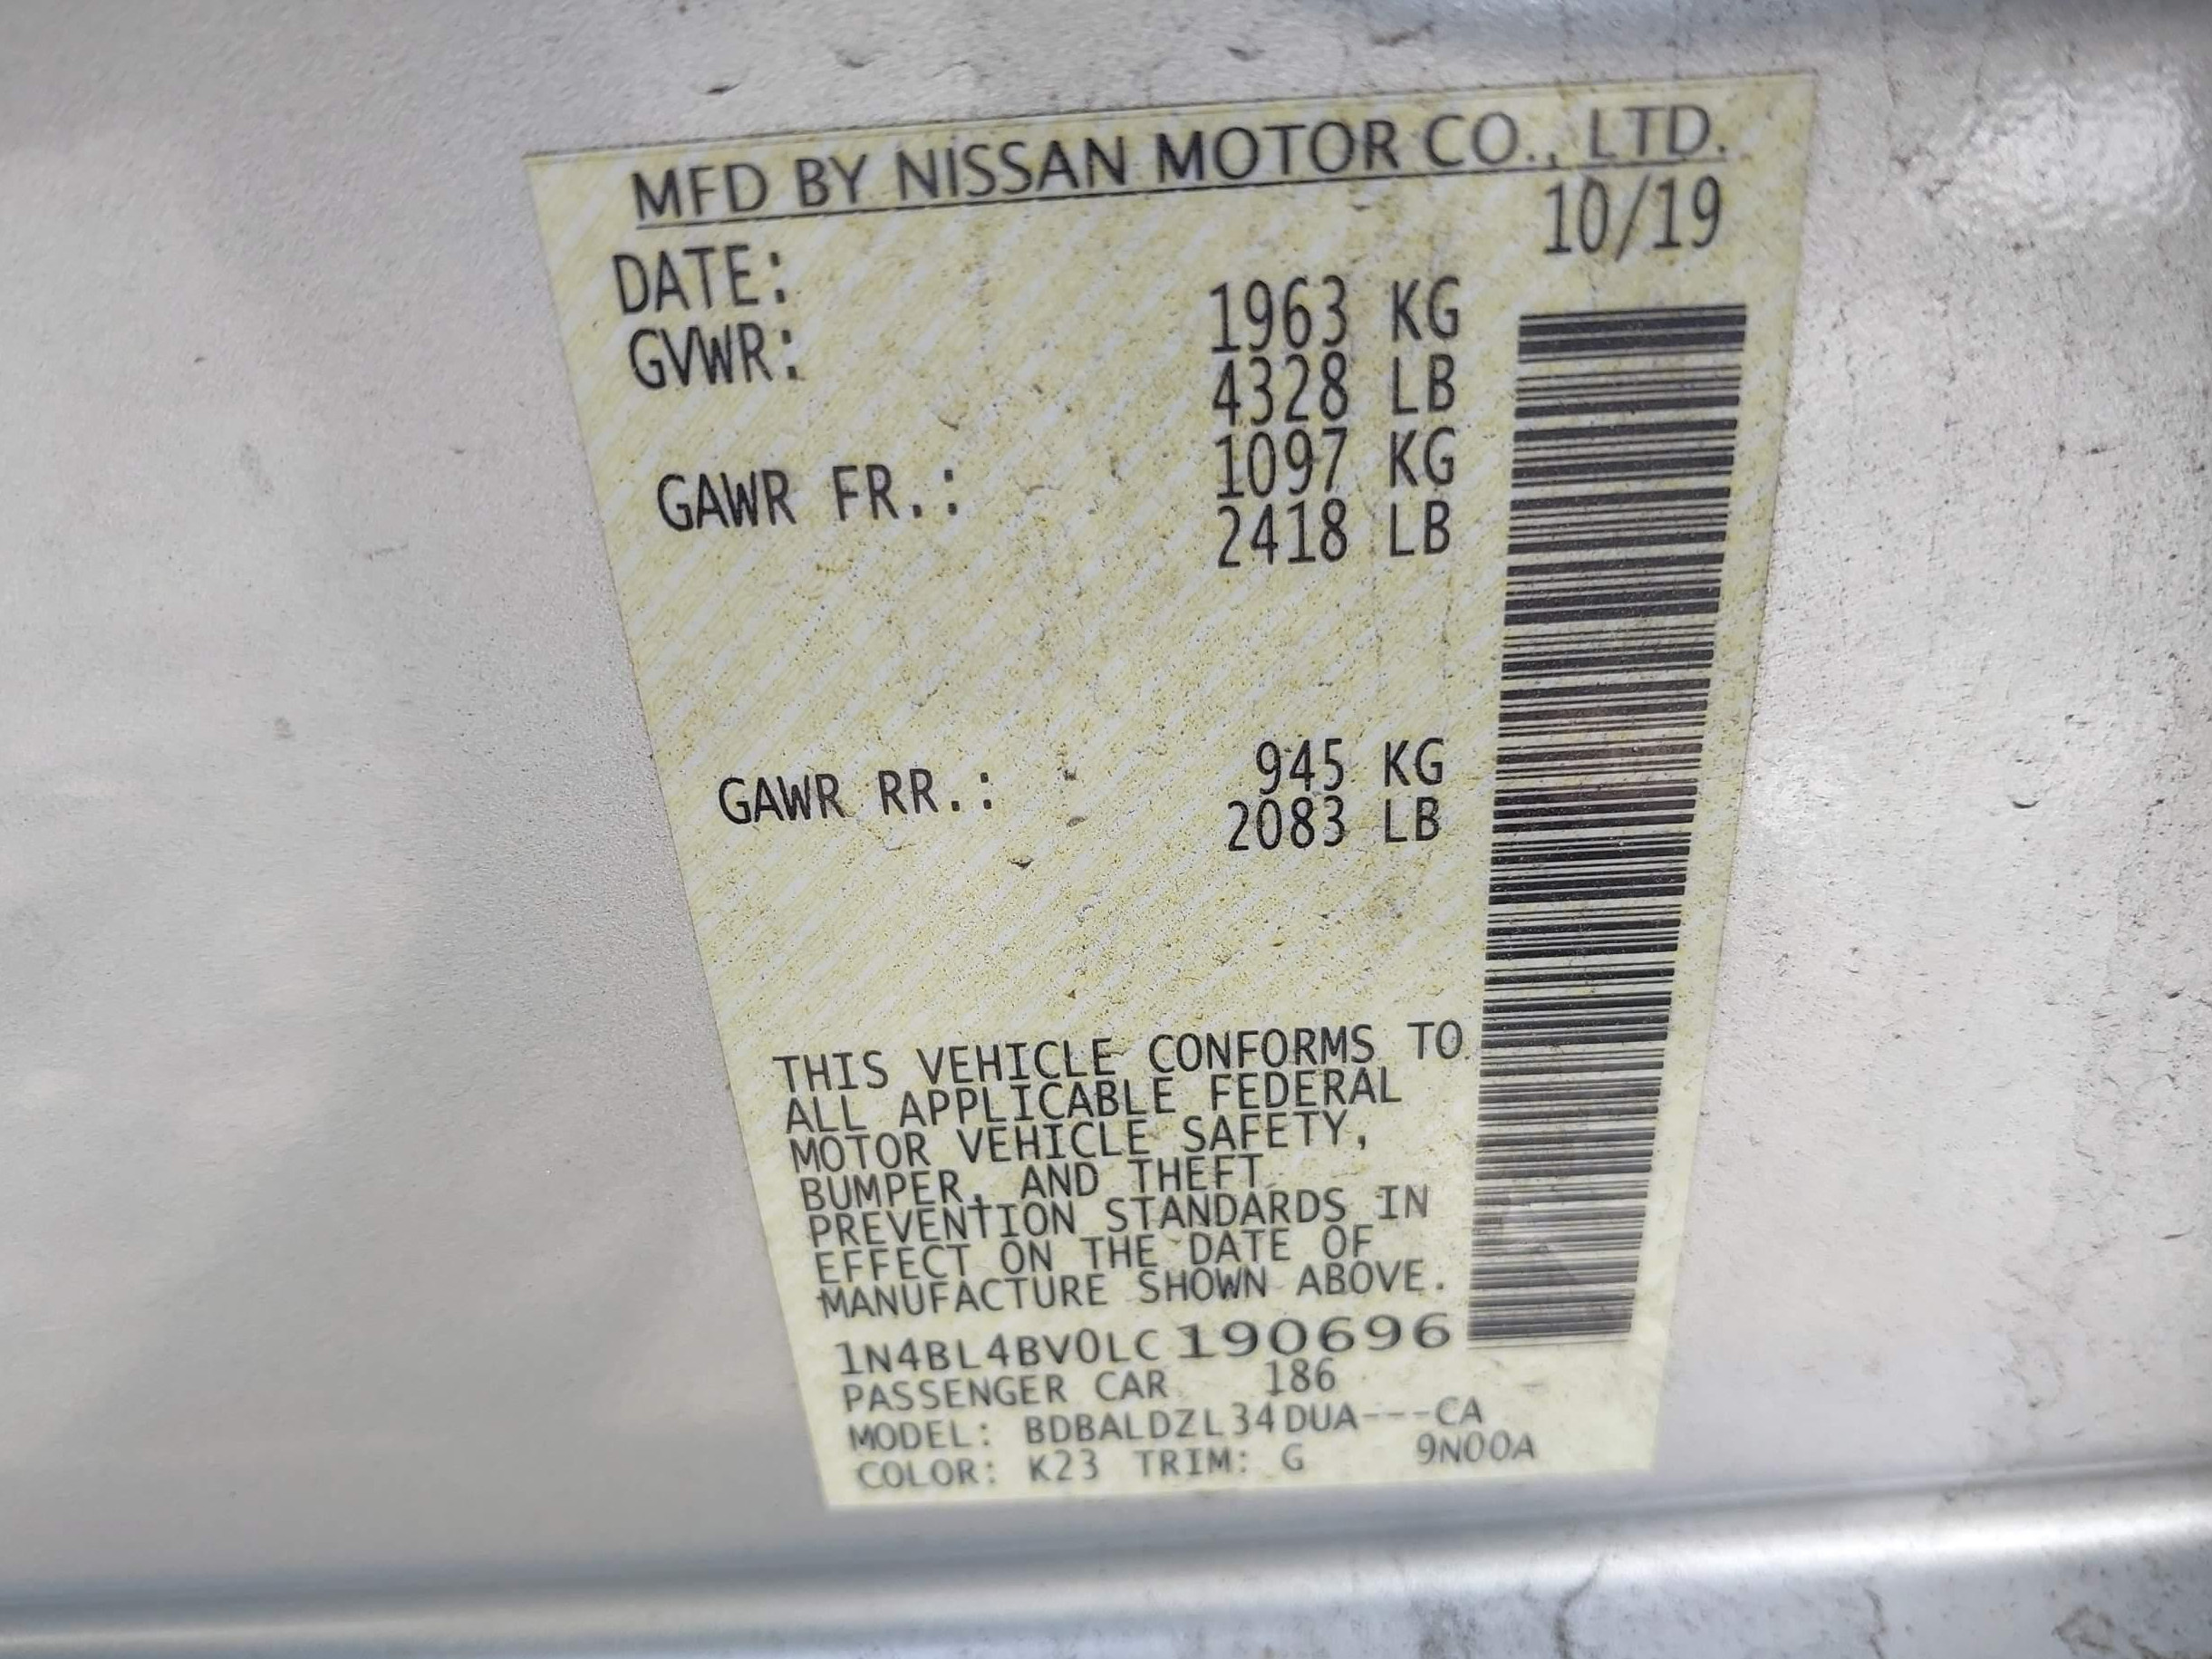 MFD BY NISSAN MOTOR CO., LTD.
DATE: 10/19
GVWR: 1963 KG
4328 LB
GAWR FR.: 1097 KG
2418 LB
GAWR RR.: 945 KG
2083 LB
THIS VEHICLE CONFORMS TO
ALL APPLICABLE FEDERAL
MOTOR VEHICLE SAFETY,
BUMPER, AND THEFT
PREVENTION STANDARDS IN
EFFECT ON THE DATE OF
MANUFACTURE SHOWN ABOVE.
1N4BL4BV0LC190696
PASSENGER CAR 186
MODEL: BDBALDZL34DUA---CA
COLOR: K23 TRIM: G 9N00A